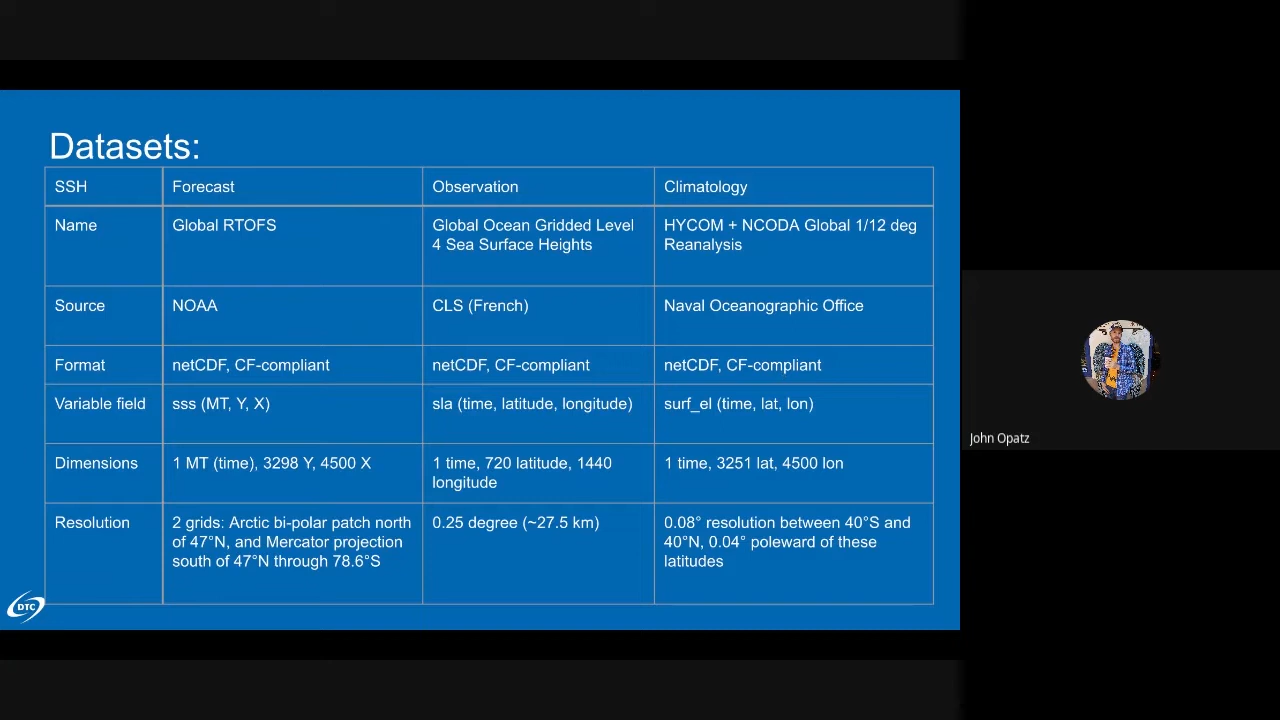 Datasets:
SSH Forecast Observation Climatology
Name Global RTOFS Global Ocean Gridded Level HYCOM + NCODA Global 1/12 deg
4 Sea Surface Heights Reanalysis
Source NOAA CLS (French) Naval Oceanographic Office
Format netCDF, CF-compliant netCDF, CF-compliant netCDF, CF-compliant
Variable field sss (MT, Y, X) sla (time, latitude, longitude) surf_el (time, lat, lon)
Dimensions 1 MT (time), 3298 Y, 4500 X 1 time, 720 latitude, 1440 1 time, 3251 lat, 4500 lon
longitude
Resolution 2 grids: Arctic bi-polar patch north 0.25 degree (~27.5 km) 0.08° resolution between 40°S and
of 47°N, and Mercator projection 40°N, 0.04° poleward of these
south of 47°N through 78.6°S latitudes
DTC
John Opatz